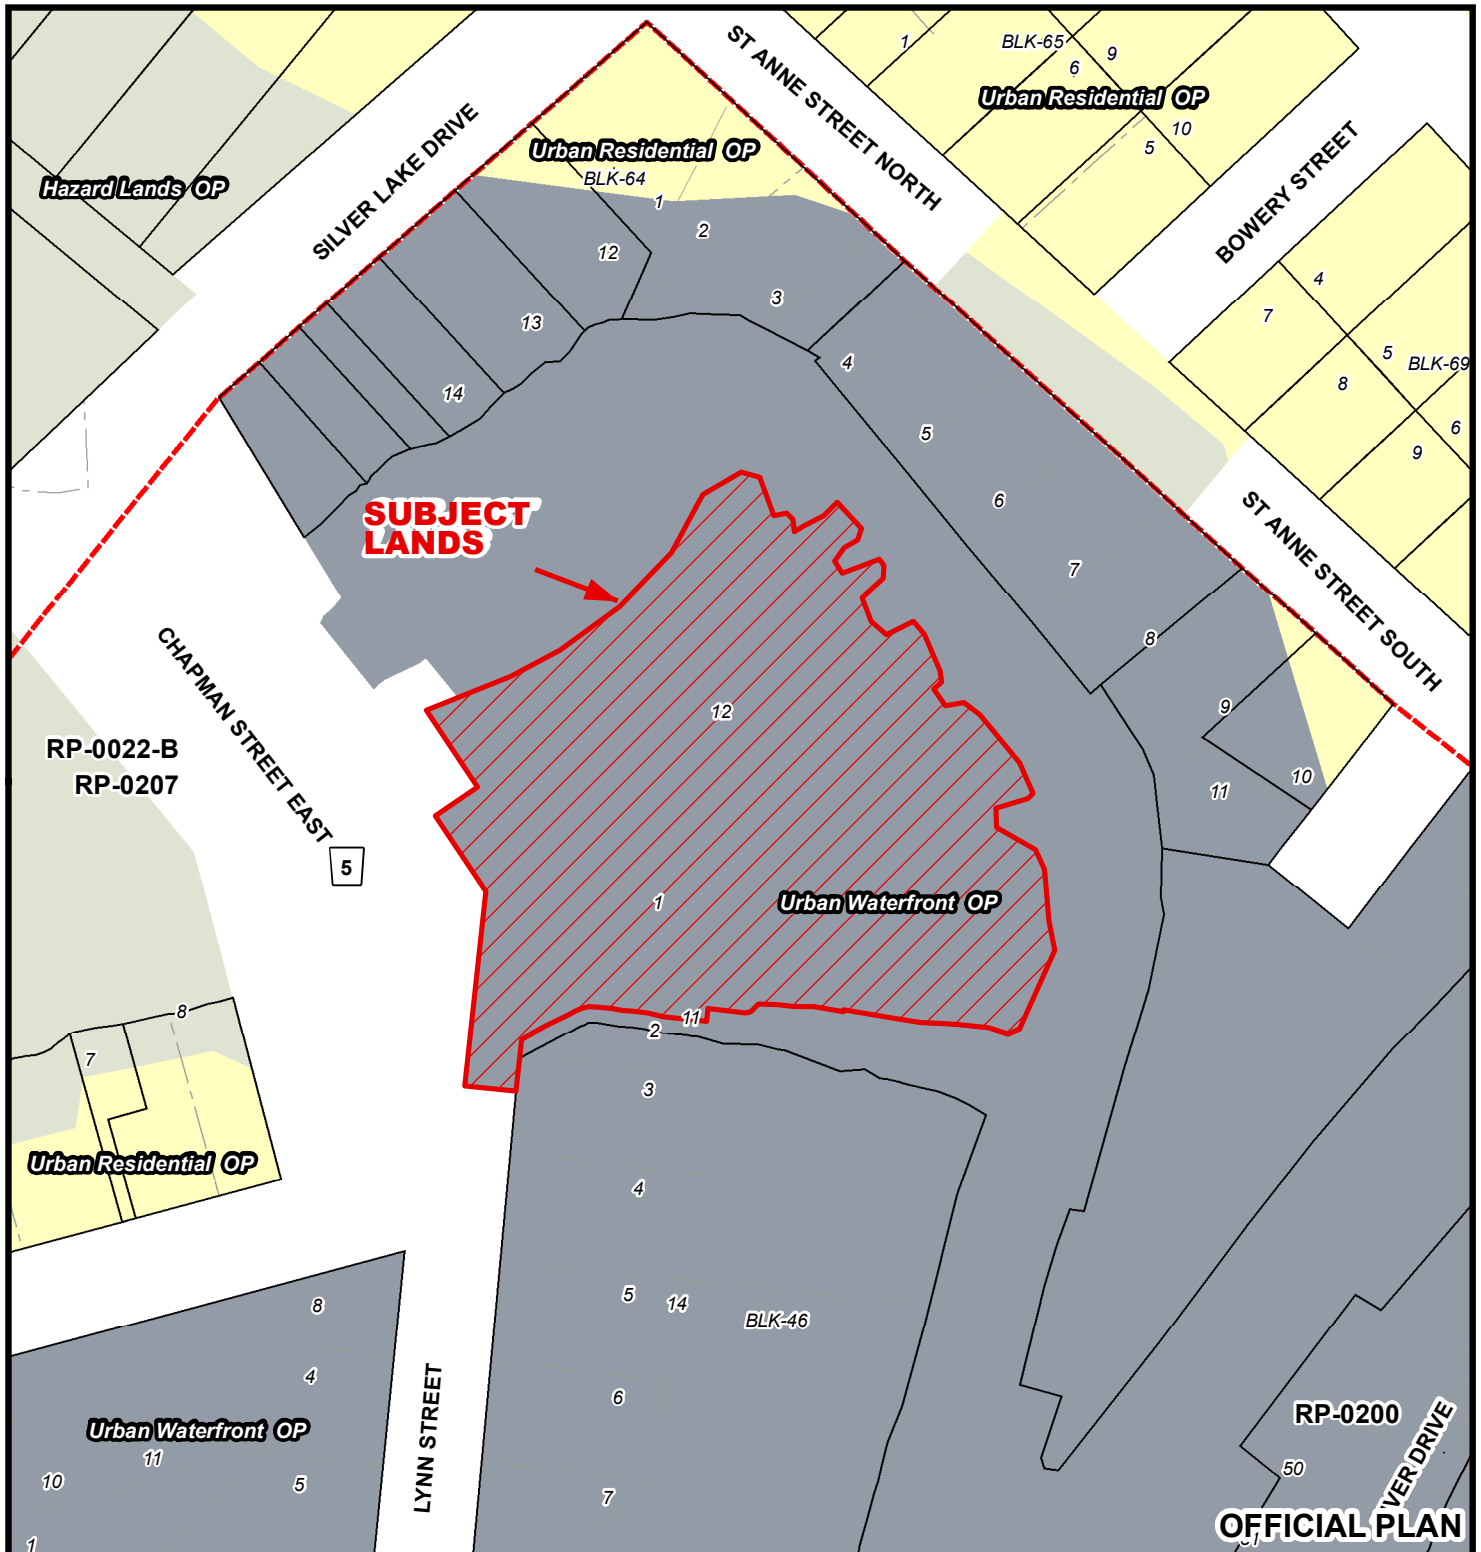 1
BLK-65
9
6
ST ANNE STREET NORTH
Urban Residential OP
10
5
SILVER LAKE DRIVE
Urban Residential OP
BLK-64
Hazard Lands OP
BOWERY STREET
1
2
12
3
4
7
13
5
BLK-69
4
8
14
6
5
9
SUBJECT
LANDS
6
ST ANNE STREET SOUTH
7
8
CHAPMAN STREET EAST
12
9
RP-0022-B
RP-0207
10
11
5
1
Urban Waterfront OP
8
11
2
7
3
Urban Residential OP
4
5
14
8
BLK-46
4
6
LYNN STREET
RP-0200
Urban Waterfront OP
11
10
5
50
7
VER DRIVE
OFFICIAL PLAN
1